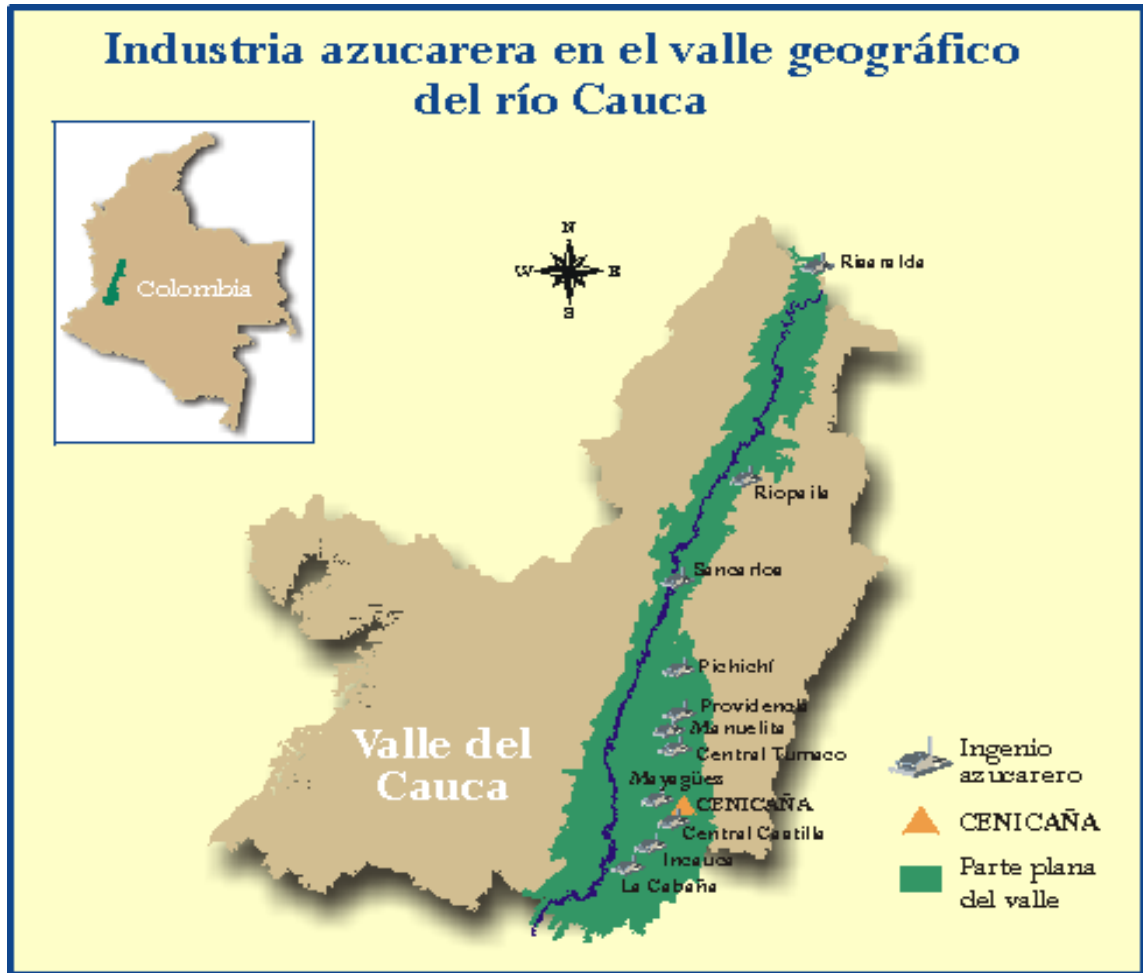 Industria azucarera en el valle geográfico
del río Cauca
Colombia
N
W E
S
Risaralda
Riopaila
Sancarlos
Pichichí
Providencia
Manuelita
Central Tumaco
Mayagüez
CENICAÑA
Central Castilla
Incauca
La Cabaña
Valle del
Cauca
Ingenio
azucarero
CENICAÑA
Parte plana
del valle